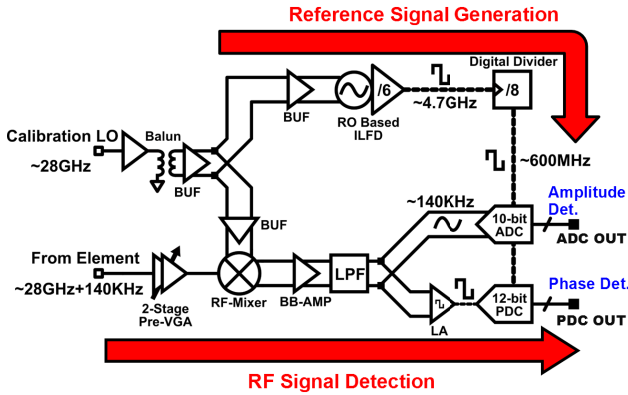 Reference Signal Generation
Digital Divider
BUF
/6
/8
~4.7GHz
RO Based
ILFD
Calibration LO
~28GHz
Balun
BUF
~600MHz
BUF
~140KHz
Amplitude
Det.
10-bit
ADC
ADC OUT
From Element
~28GHz+140KHz
2-Stage
Pre-VGA
RF-Mixer
BB-AMP
LPF
LA
12-bit
PDC
Phase Det.
PDC OUT
RF Signal Detection